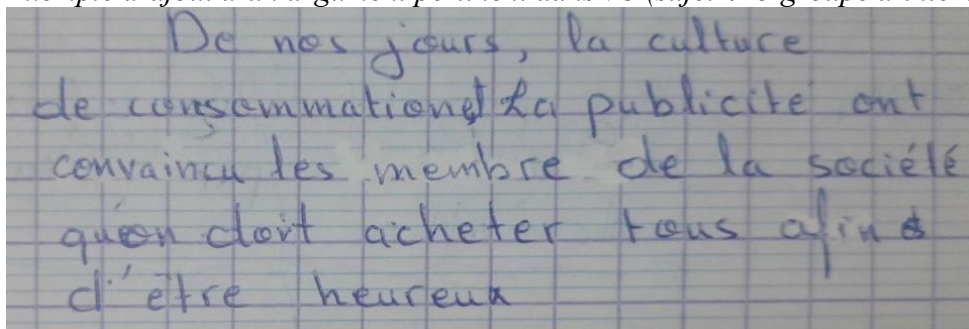 De nos jours, la culture
de consommation et la publicité ont
convaincu les membre de la société
qu'on doit acheter tous afin
d'être heureux